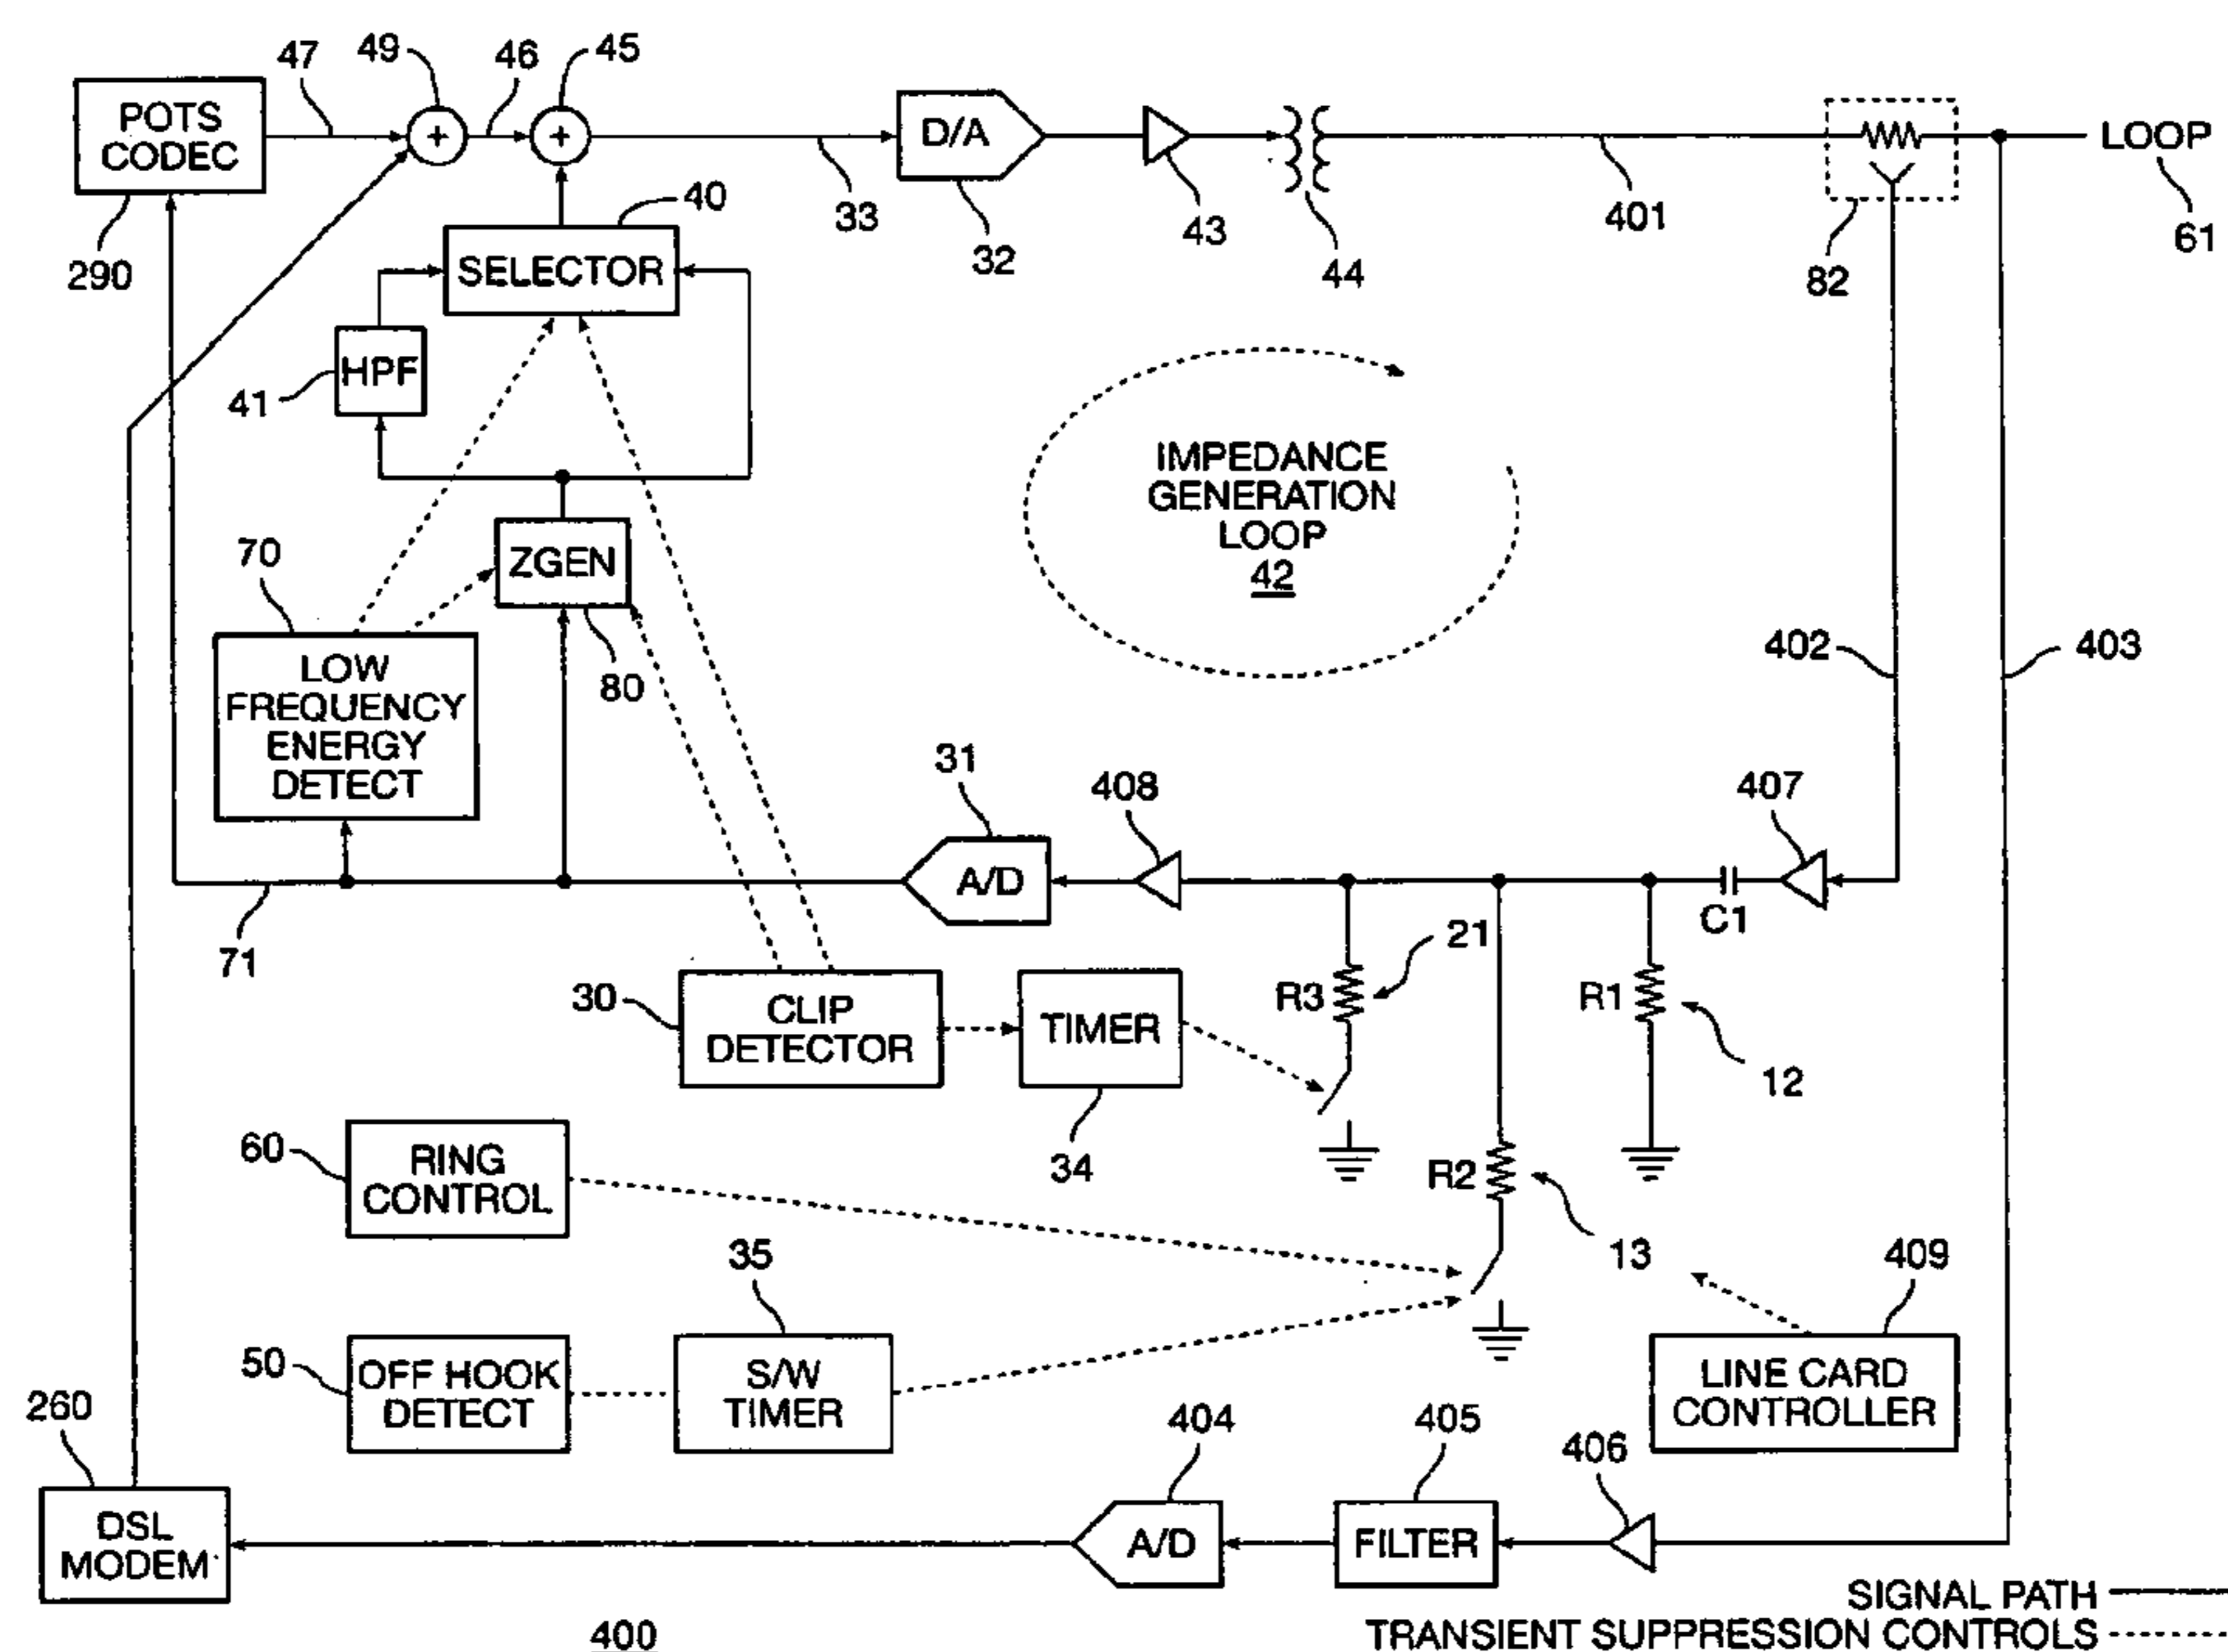 47
49
46
45
POTS
CODEC
+
+
D/A
LOOP
290
40
33
32
43
44
401
82
61
SELECTOR
41
HPF
IMPEDANCE
GENERATION
LOOP
42
70
ZGEN
80
402
403
LOW
FREQUENCY
ENERGY
DETECT
31
408
407
A/D
C1
71
21
30
CLIP
DETECTOR
TIMER
R3
R1
12
34
60
RING
CONTROL
R2
13
35
409
50
OFF HOOK
DETECT
S/W
TIMER
LINE CARD
CONTROLLER
260
404
405
406
DSL
MODEM
A/D
FILTER
SIGNAL PATH
400
TRANSIENT SUPPRESSION CONTROLS